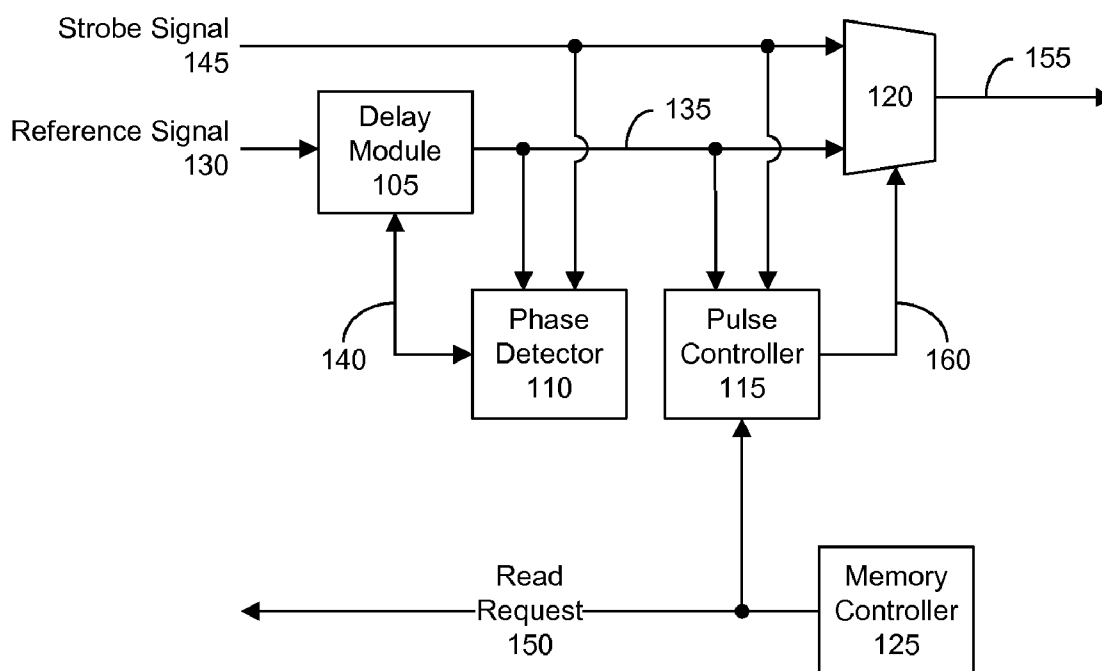 Strobe Signal
145
Reference Signal
130
Delay
Module
105
135
120
155
140
Phase
Detector
110
Pulse
Controller
115
160
Read
Request
150
Memory
Controller
125